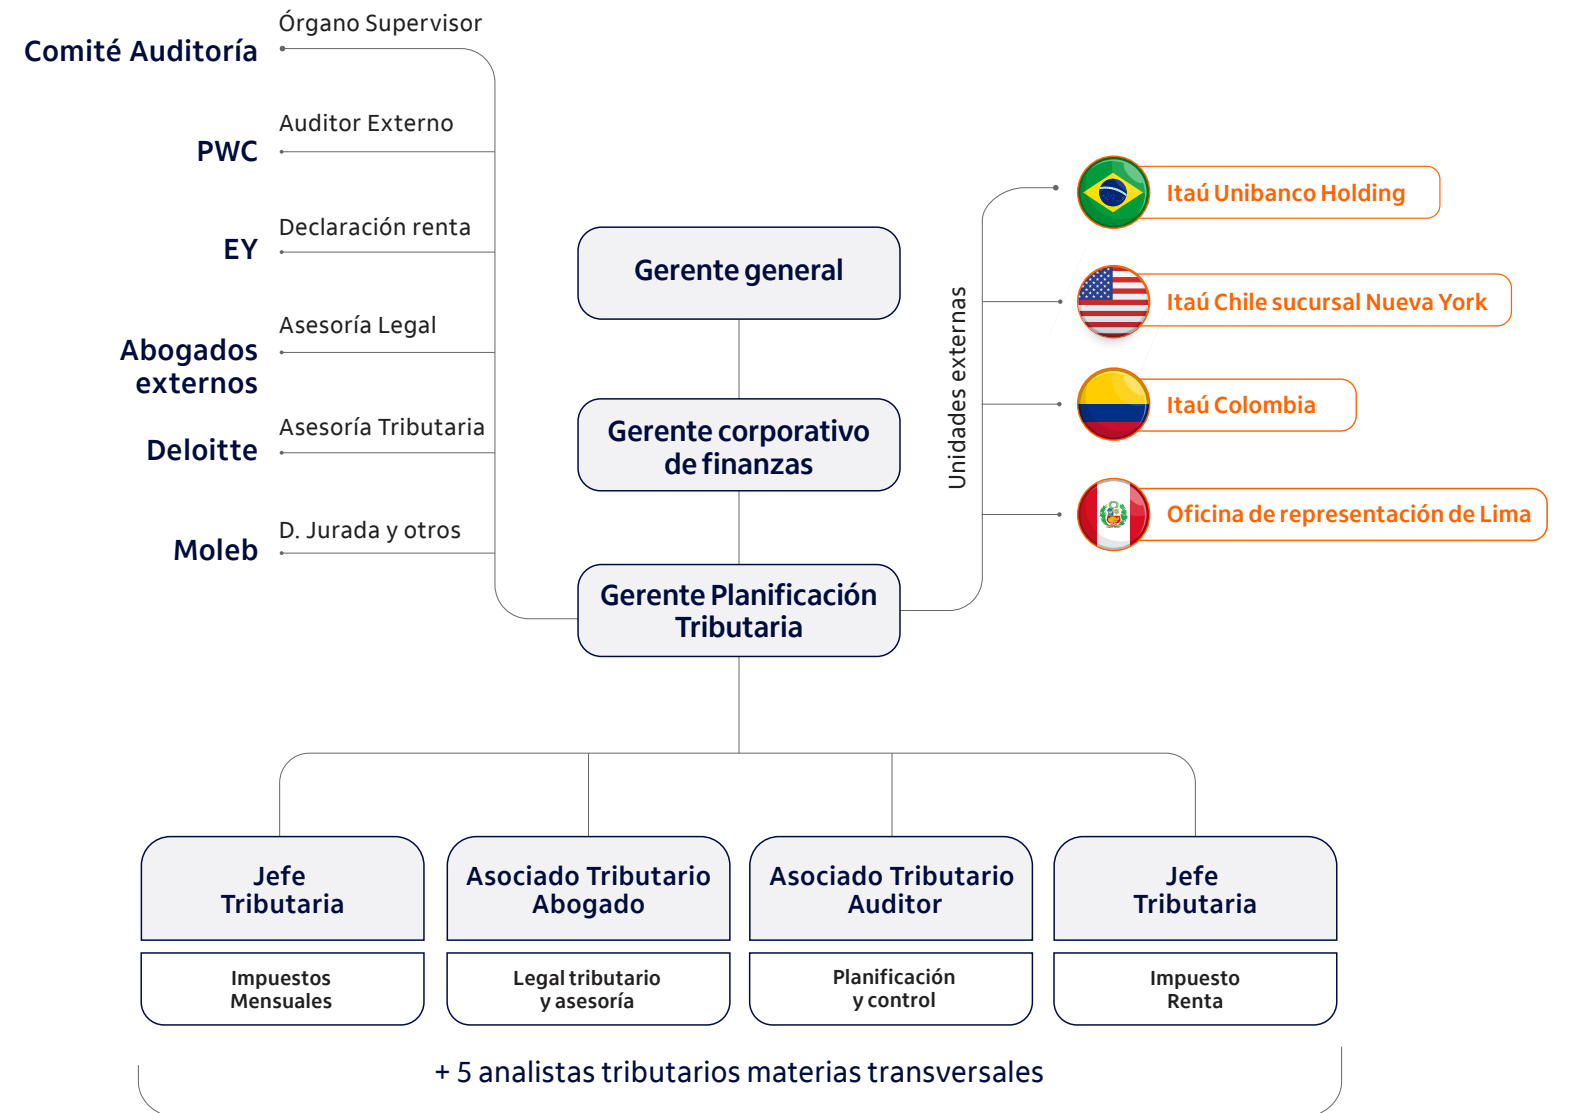 Órgano Supervisor
Comité Auditoría
Auditor Externo
PWC
Declaración renta
EY
Asesoría Legal
Abogados
externos
Asesoría Tributaria
Deloitte
D. Jurada y otros
Moleb
Gerente general
Gerente corporativo
de finanzas
Gerente Planificación
Tributaria
Unidades externas
Itaú Unibanco Holding
Itaú Chile sucursal Nueva York
Itaú Colombia
Oficina de representación de Lima
Jefe
Tributaria
Impuestos
Mensuales
Asociado Tributario
Abogado
Legal tributario
y asesoría
Asociado Tributario
Auditor
Planificación
y control
Jefe
Tributaria
Impuesto
Renta
+ 5 analistas tributarios materias transversales